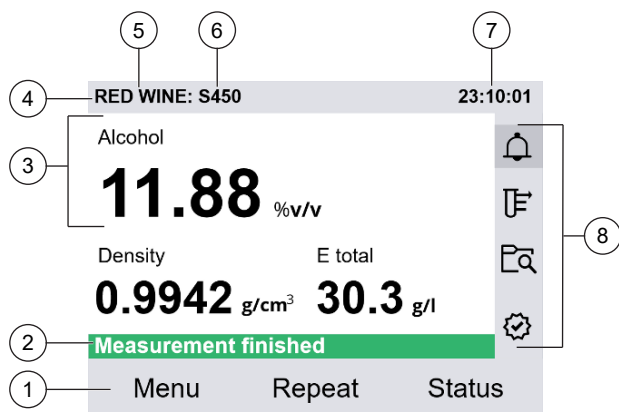 5 6 7
4 RED WINE: S450 23:10:01
3 Alcohol
11.88 %v/v
8
Density E total
0.9942 g/cm³ 30.3 g/l
2 Measurement finished
1 Menu Repeat Status